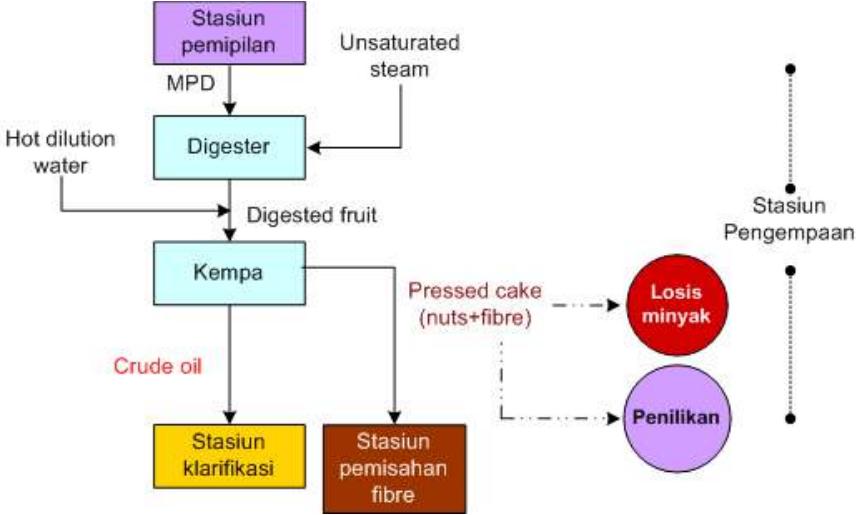 Stasiun
pemipilan
Unsaturated
steam
MPD
Hot dilution
water
Digester
Digested fruit
Stasiun
Pengempaan
Kempa
Pressed cake
(nuts+fibre)
Losis
minyak
Crude oil
Penilikan
Stasiun
klarifikasi
Stasiun
pemisahan
fibre